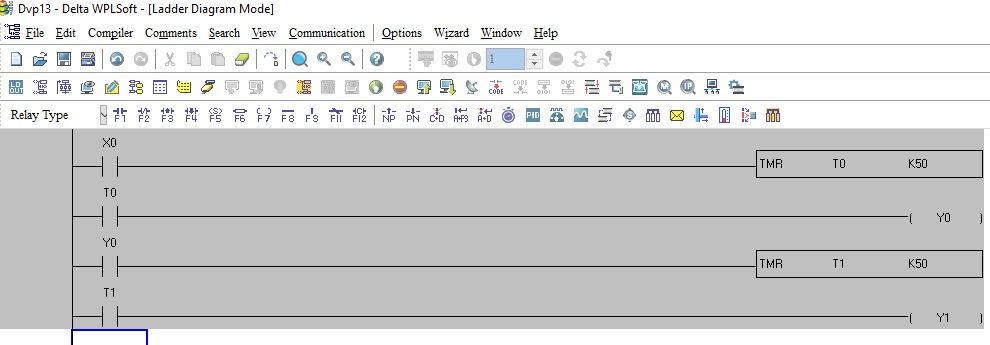 Dvp13 - Delta WPLSoft - [Ladder Diagram Mode]
File Edit Compiler Comments Search View Communication Options Wizard Window Help
1
Relay Type F1 F2 F3 F4 F5 F6 F7 F8 F9 F11 F12 NP PN
X0
TMR T0 K50
T0
( Y0 )
Y0
TMR T1 K50
T1
( Y1 )